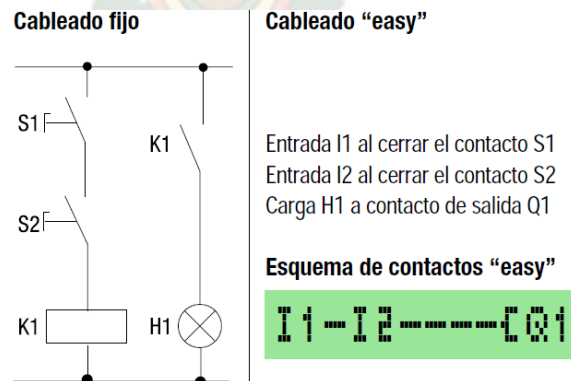 Cableado fijo
S1
K1
S2
K1
H1
Cableado “easy”
Entrada I1 al cerrar el contacto S1
Entrada I2 al cerrar el contacto S2
Carga H1 a contacto de salida Q1
Esquema de contactos “easy”
I1-I2----[Q1